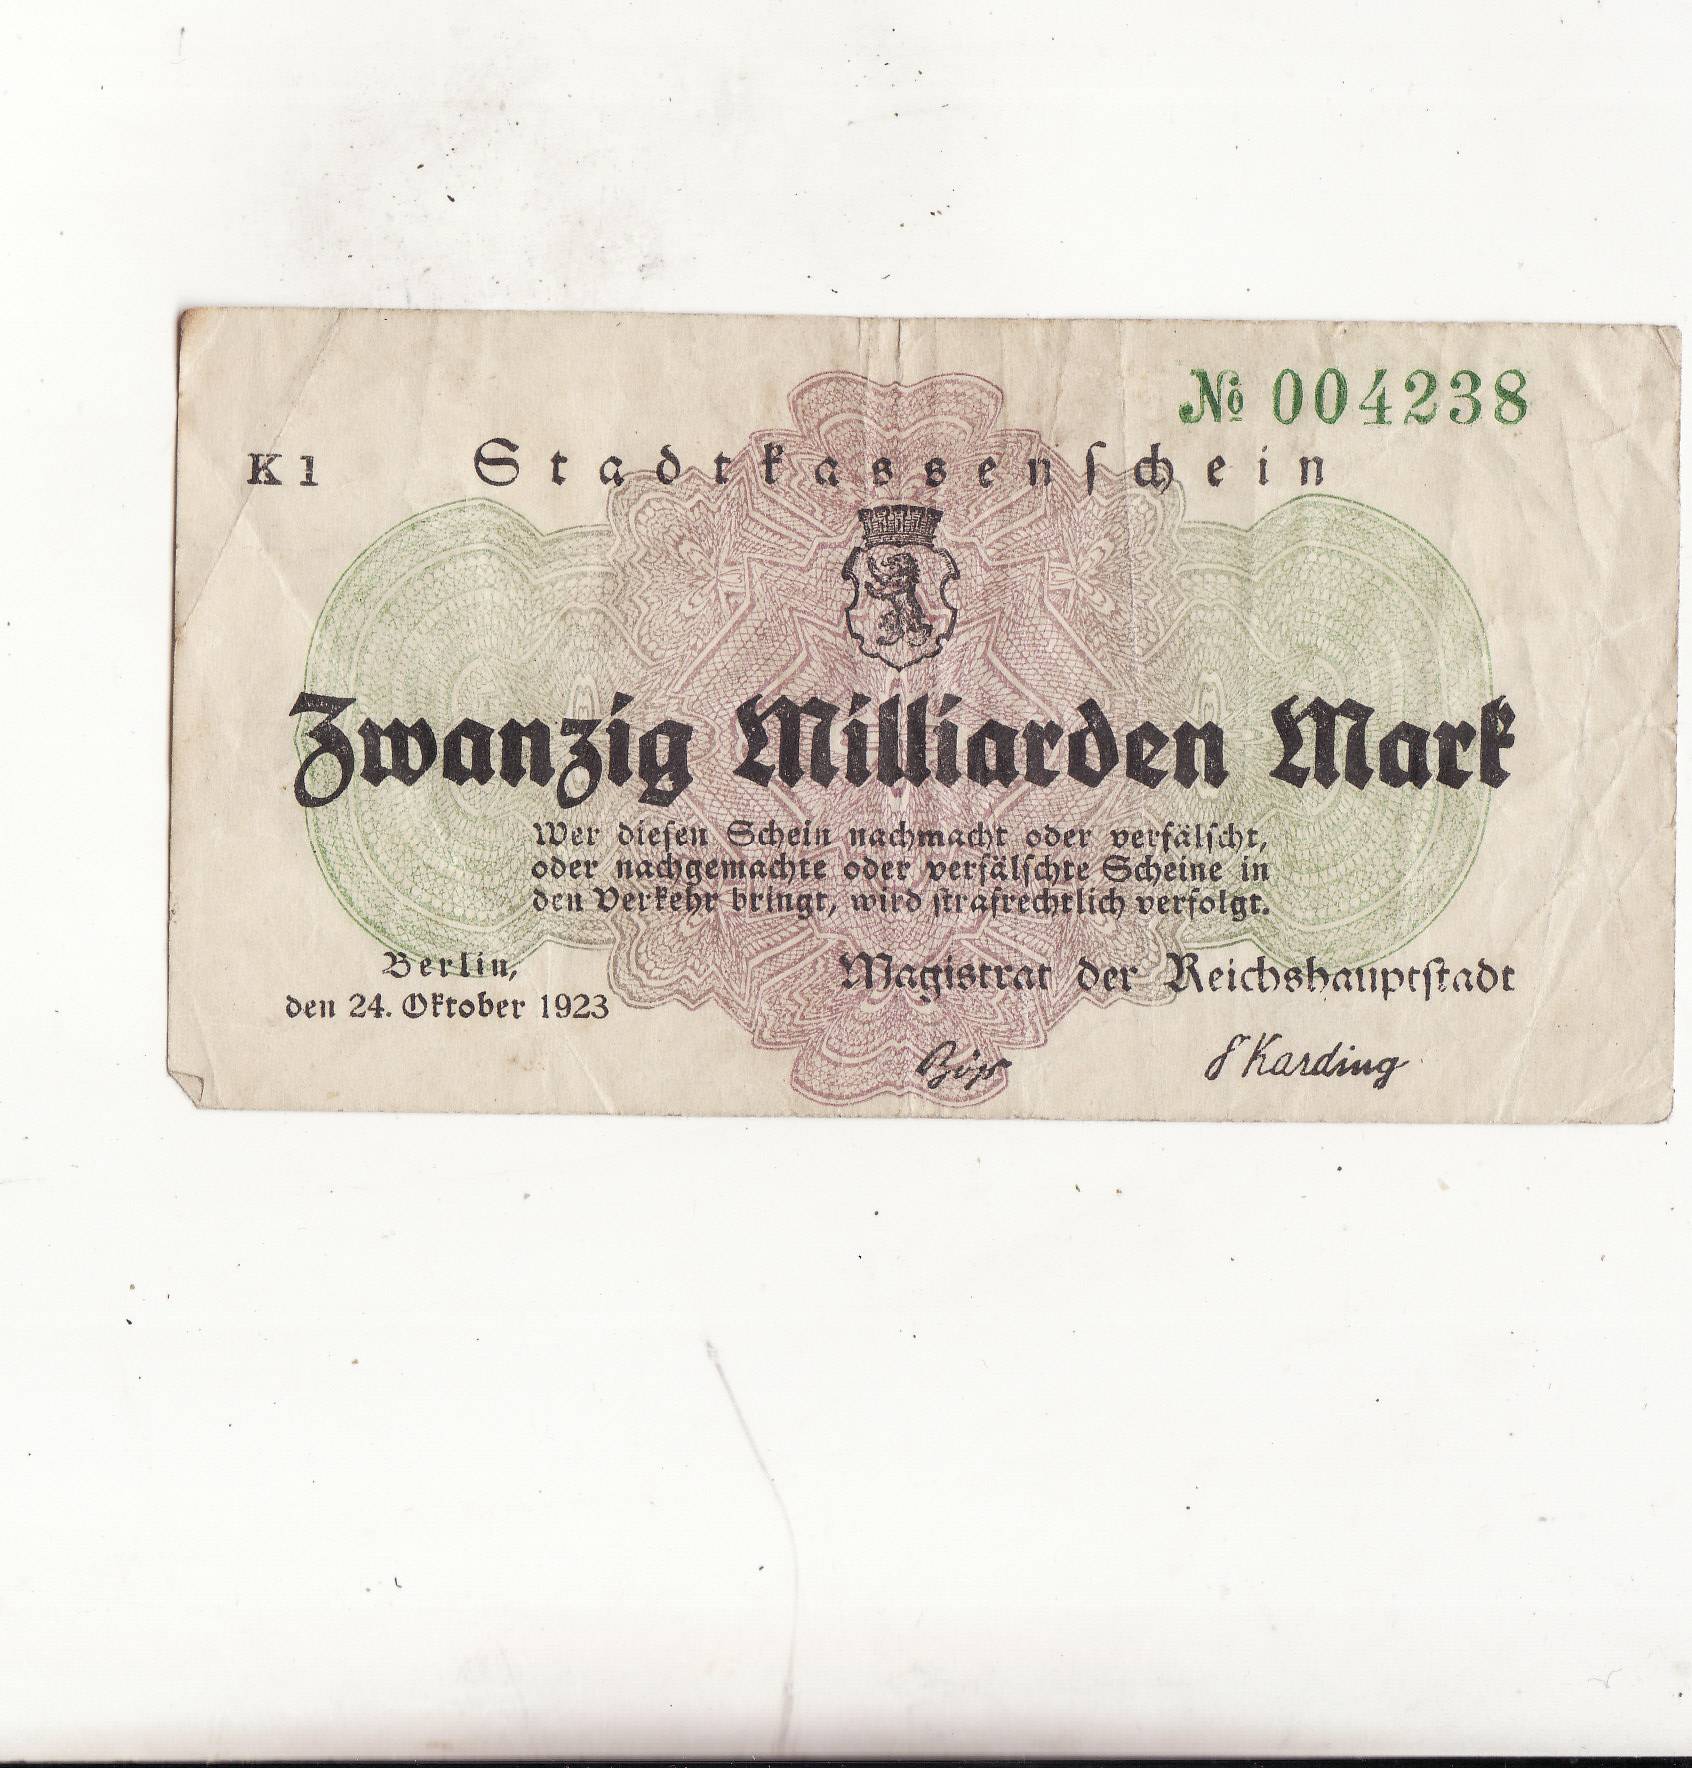 № 004238
K 1 Stadtkassenschein
Zwanzig Milliarden Mark
Wer diesen Schein nachmacht oder verfälscht,
oder nachgemachte oder verfälschte Scheine in
den Verkehr bringt, wird strafrechtlich verfolgt.
Berlin,
den 24. Oktober 1923
Magistrat der Reichshauptstadt
Karding